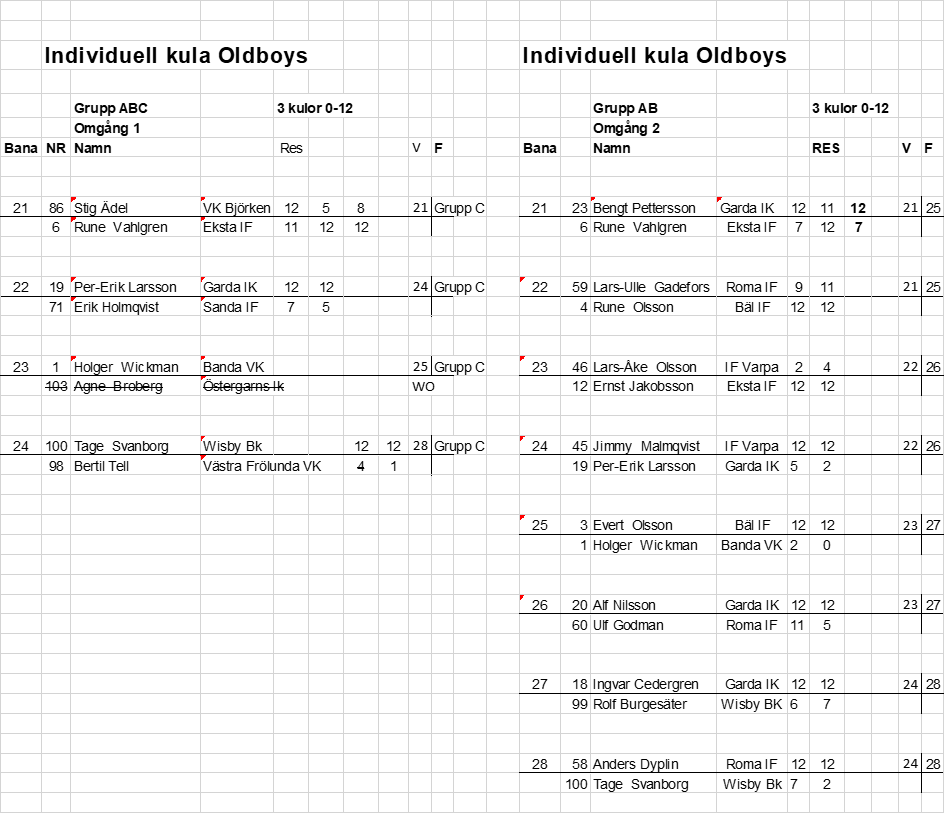 Individuell kula Oldboys
Grupp ABC 3 kulor 0-12
Omgång 1
Bana NR Namn Res V F
21 86 Stig Ädel VK Björken 12 5 8 21 Grupp C
6 Rune Vahlgren Eksta IF 11 12 12
22 19 Per-Erik Larsson Garda IK 12 12 24 Grupp C
71 Erik Holmqvist Sanda IF 7 5
23 1 Holger Wickman Banda VK 25 Grupp C
103 Agne Broberg Östergarns Ik WO
24 100 Tage Svanborg Wisby Bk 12 12 28 Grupp C
98 Bertil Tell Västra Frölunda VK 4 1
Individuell kula Oldboys
Grupp AB 3 kulor 0-12
Omgång 2
Bana Namn RES V F
21 23 Bengt Pettersson Garda IK 12 11 12 21 25
6 Rune Vahlgren Eksta IF 7 12 7
22 59 Lars-Ulle Gadefors Roma IF 9 11 21 25
4 Rune Olsson Bäl IF 12 12
23 46 Lars-Åke Olsson IF Varpa 2 4 22 26
12 Ernst Jakobsson Eksta IF 12 12
24 45 Jimmy Malmqvist IF Varpa 12 12 22 26
19 Per-Erik Larsson Garda IK 5 2
25 3 Evert Olsson Bäl IF 12 12 23 27
1 Holger Wickman Banda VK 2 0
26 20 Alf Nilsson Garda IK 12 12 23 27
60 Ulf Godman Roma IF 11 5
27 18 Ingvar Cedergren Garda IK 12 12 24 28
99 Rolf Burgesäter Wisby BK 6 7
28 58 Anders Dyplin Roma IF 12 12 24 28
100 Tage Svanborg Wisby Bk 7 2